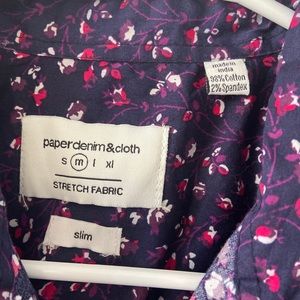 made in
india
98%Cotton
2%Spandex
paperdenim&cloth
s m l xl
STRETCH FABRIC
slim